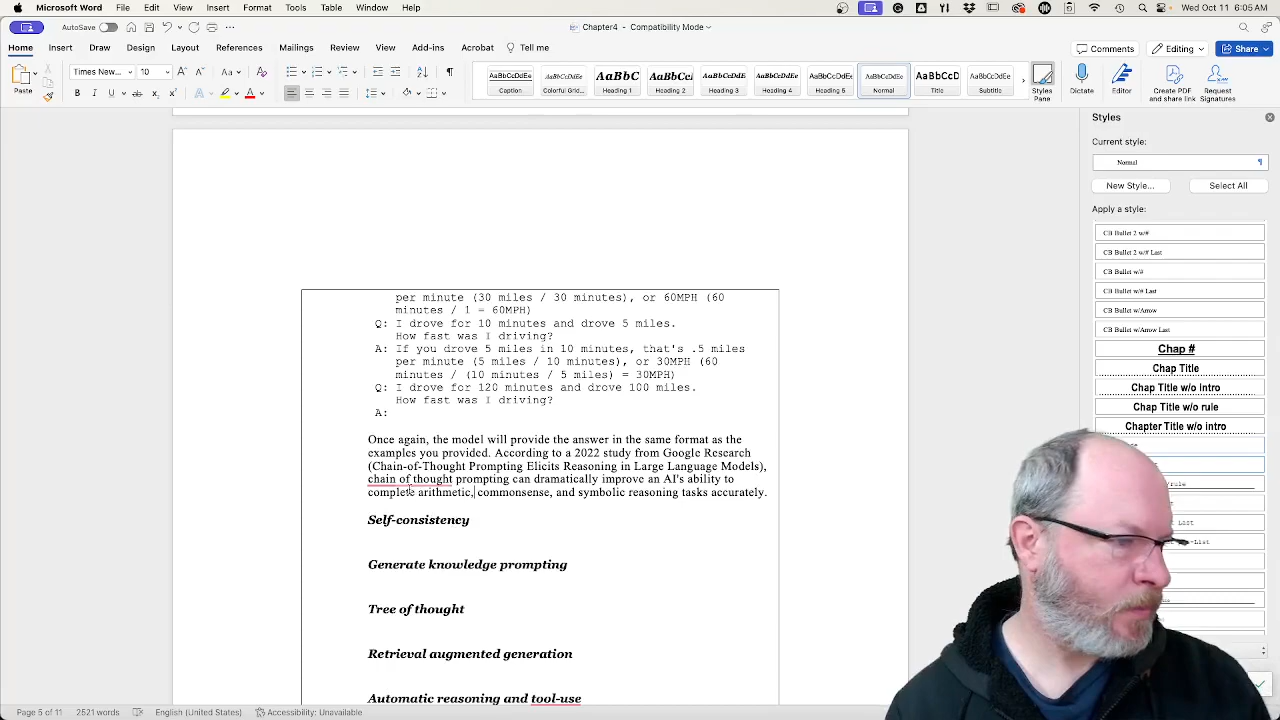 Microsoft Word File Edit View Insert Format Tools Table Window Help Wed Oct 11 6:05 AM
AutoSave Chapter4 - Compatibility Mode
Home Insert Draw Design Layout References Mailings Review View Add-ins Acrobat Tell me Comments Editing Share
Paste Times New... 10 Aa
AaBbCcDdEe AaBbCcDdEe AaBbC AaBbCc AaBbCcDdE AaBbCcDdEe AaBbCcDdEe AaBbCcDdEe AaBbCcD AaBbCcDdEe
B I U
Caption Colorful Grid... Heading 1 Heading 2 Heading 3 Heading 4 Heading 5 Normal Title Subtitle Styles Pane Dictate Editor Create PDF and share link Request Signatures
Styles
Current style:
Normal
New Style... Select All
Apply a style:
CB Bullet 2 w/#
CB Bullet 2 w/# Last
CB Bullet w/#
CB Bullet w/# Last
CB Bullet w/Arrow
CB Bullet w/Arrow Last
Chap #
Chap Title
Chap Title w/o intro
Chap Title w/o rule
Chapter Title w/o intro
per minute (30 miles / 30 minutes), or 60MPH (60
minutes / 1 = 60MPH)
Q: I drove for 10 minutes and drove 5 miles.
How fast was I driving?
A: If you drove 5 miles in 10 minutes, that's .5 miles
per minute (5 miles / 10 minutes), or 30MPH (60
minutes / (10 minutes / 5 miles) = 30MPH)
Q: I drove for 120 minutes and drove 100 miles.
How fast was I driving?
A:
Once again, the model will provide the answer in the same format as the
examples you provided. According to a 2022 study from Google Research
(Chain-of-Thought Prompting Elicits Reasoning in Large Language Models),
chain of thought prompting can dramatically improve an AI's ability to
complete arithmetic, commonsense, and symbolic reasoning tasks accurately.
Self-consistency
Generate knowledge prompting
Tree of thought
Retrieval augmented generation
Automatic reasoning and tool-use
Page 5 of 11 2521 words English (United States) Accessibility: Unavailable